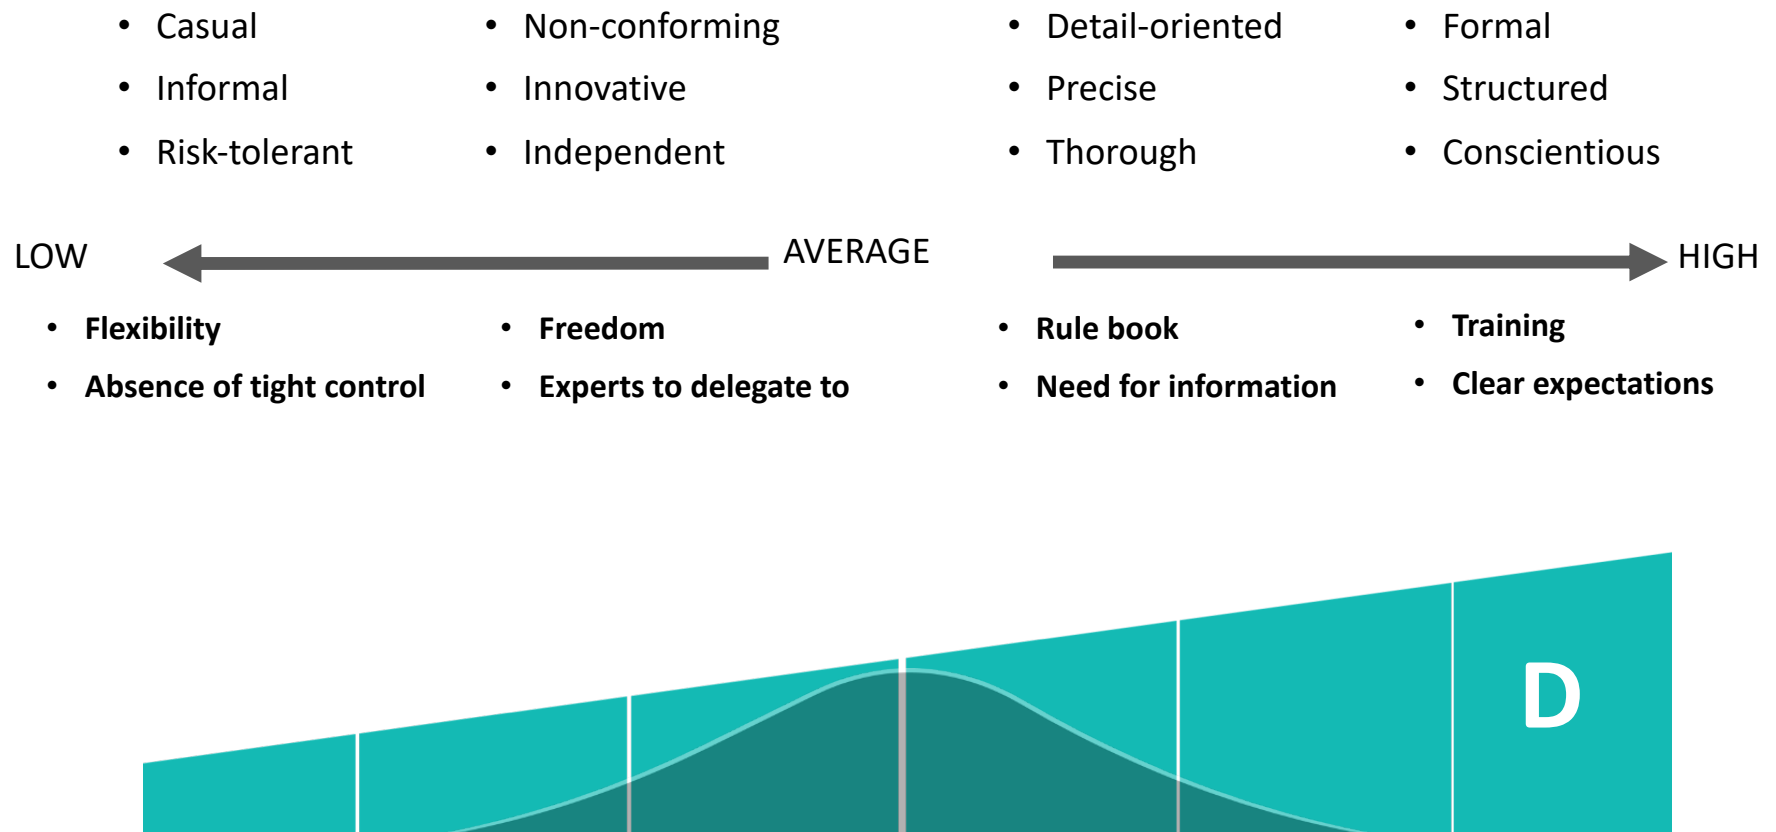 • Casual • Non-conforming • Detail-oriented • Formal
• Informal • Innovative • Precise • Structured
• Risk-tolerant • Independent • Thorough • Conscientious
LOW AVERAGE HIGH
• Flexibility • Freedom • Rule book • Training
• Absence of tight control • Experts to delegate to • Need for information • Clear expectations
D